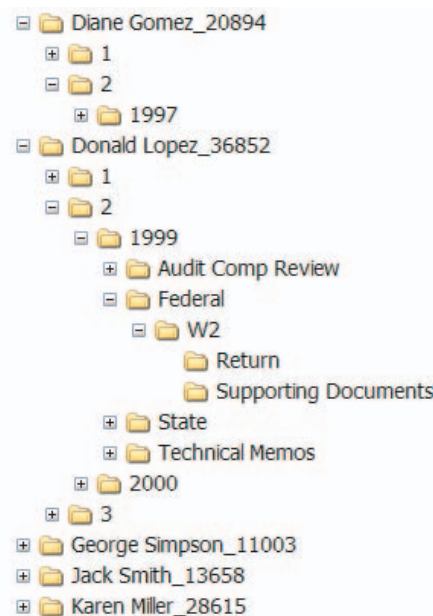 Diane Gomez_20894
1
2
1997
Donald Lopez_36852
1
2
1999
Audit Comp Review
Federal
W2
Return
Supporting Documents
State
Technical Memos
2000
3
George Simpson_11003
Jack Smith_13658
Karen Miller_28615